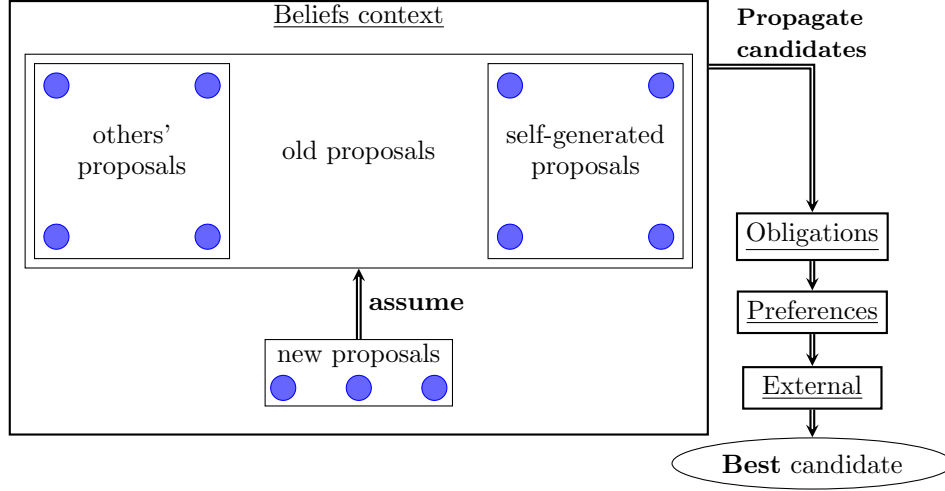 Beliefs context
Propagate
candidates
others'
proposals
old proposals
self-generated
proposals
Obligations
assume
Preferences
new proposals
External
Best candidate